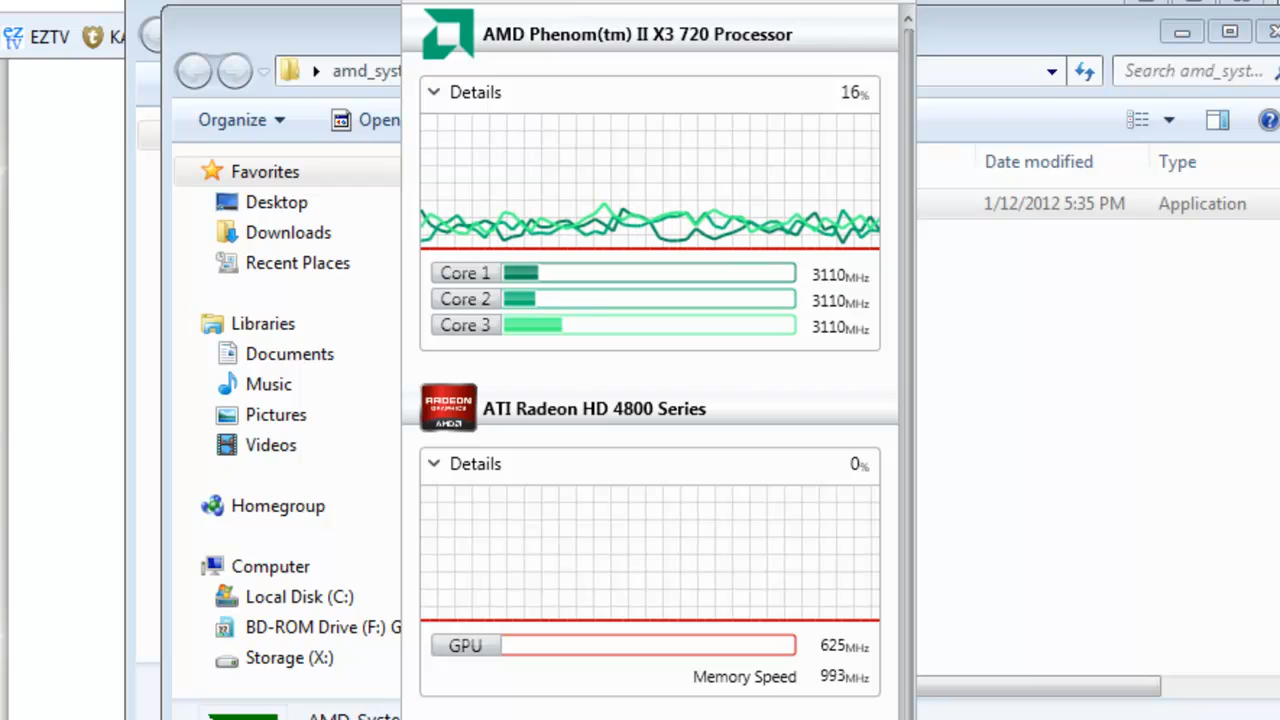 EZTV
KA
amd_syst
Search amd_syst...
Organize
Open
Favorites
Desktop
Downloads
Recent Places
Libraries
Documents
Music
Pictures
Videos
Homegroup
Computer
Local Disk (C:)
BD-ROM Drive (F:) G
Storage (X:)
AMD Phenom(tm) II X3 720 Processor
Details 16%
Core 1 3110MHz
Core 2 3110MHz
Core 3 3110MHz
RADEON
GRAPHICS
AMD
ATI Radeon HD 4800 Series
Details 0%
GPU 625MHz
Memory Speed 993MHz
Date modified Type
1/12/2012 5:35 PM Application